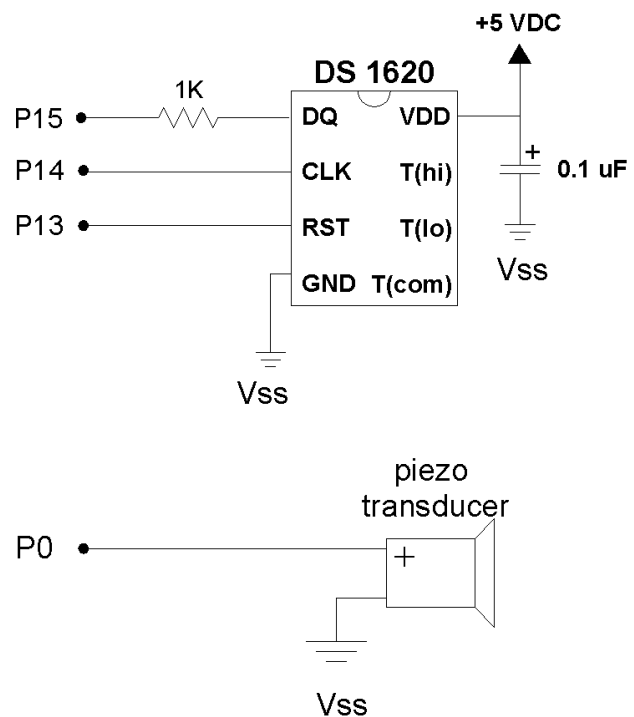 +5 VDC
DS 1620
1K
P15
DQ
VDD
+
P14
CLK
T(hi)
0.1 uF
P13
RST
T(lo)
Vss
GND
T(com)
Vss
piezo
transducer
P0
+
Vss